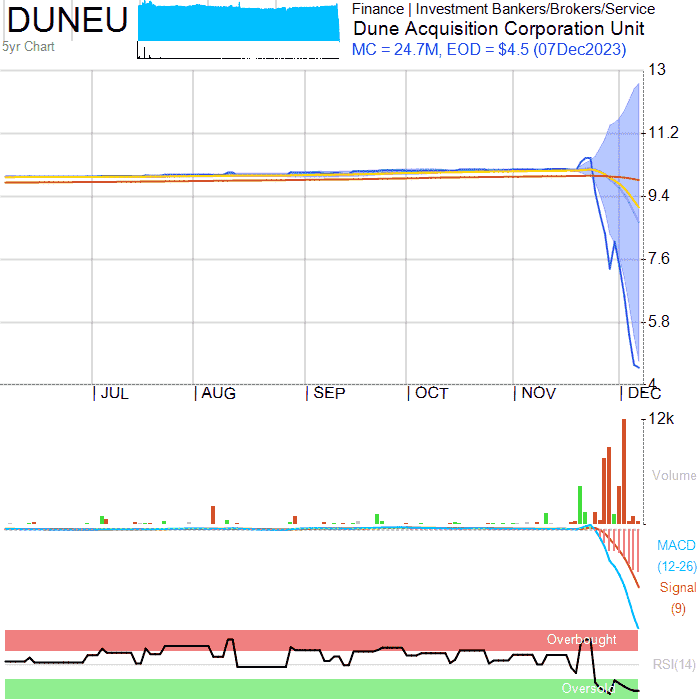 DUNEU
Finance | Investment Bankers/Brokers/Service
Dune Acquisition Corporation Unit
5yr Chart
MC = 24.7M, EOD = $4.5 (07Dec2023)
13
11.2
9.4
7.6
5.8
4
JUL
AUG
SEP
OCT
NOV
DEC
12k
Volume
MACD
(12-26)
Signal
(9)
Overbought
RSI(14)
Oversold